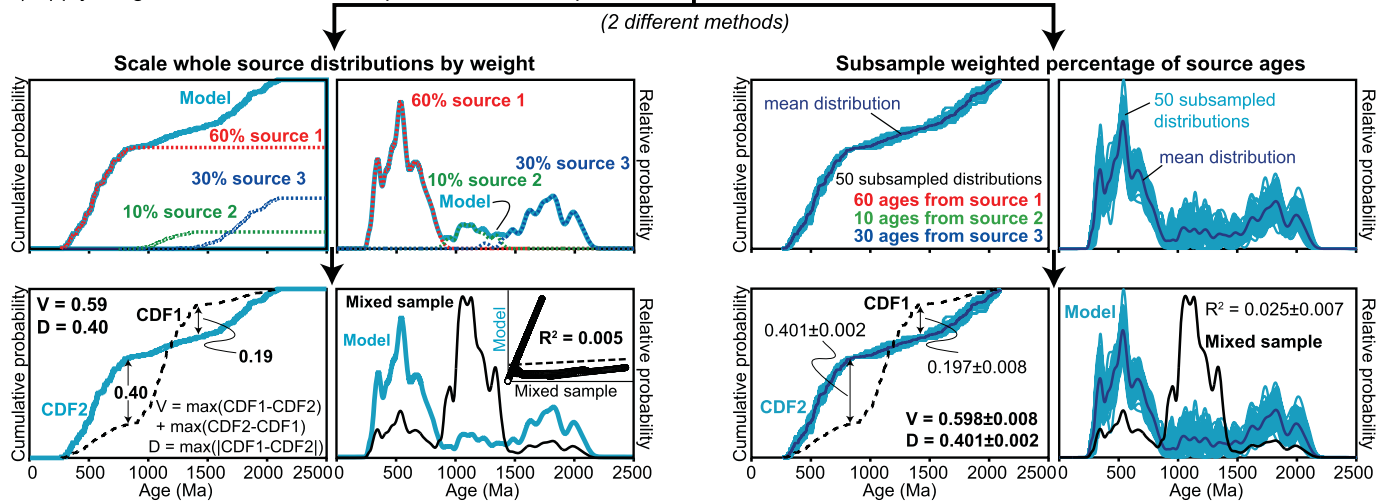 (2 different methods)
Scale whole source distributions by weight
Cumulative probability
Model
60% source 1
30% source 3
10% source 2
60% source 1
30% source 3
10% source 2
Model
Relative probability
Cumulative probability
V = 0.59
D = 0.40
CDF1
0.19
0.40
CDF2
V = max(CDF1-CDF2)
+ max(CDF2-CDF1)
D = max(|CDF1-CDF2|)
0 500 1000 1500 2000
Age (Ma)
Mixed sample
Model
Model
R² = 0.005
Mixed sample
Relative probability
0 500 1000 1500 2000 2500
Age (Ma)
Subsample weighted percentage of source ages
Cumulative probability
mean distribution
50 subsampled distributions
60 ages from source 1
10 ages from source 2
30 ages from source 3
50 subsampled
distributions
mean distribution
Relative probability
Cumulative probability
CDF1
0.401±0.002
0.197±0.008
CDF2
V = 0.598±0.008
D = 0.401±0.002
0 500 1000 1500 2000
Age (Ma)
Model
R² = 0.025±0.007
Mixed sample
Relative probability
0 500 1000 1500 2000 2500
Age (Ma)